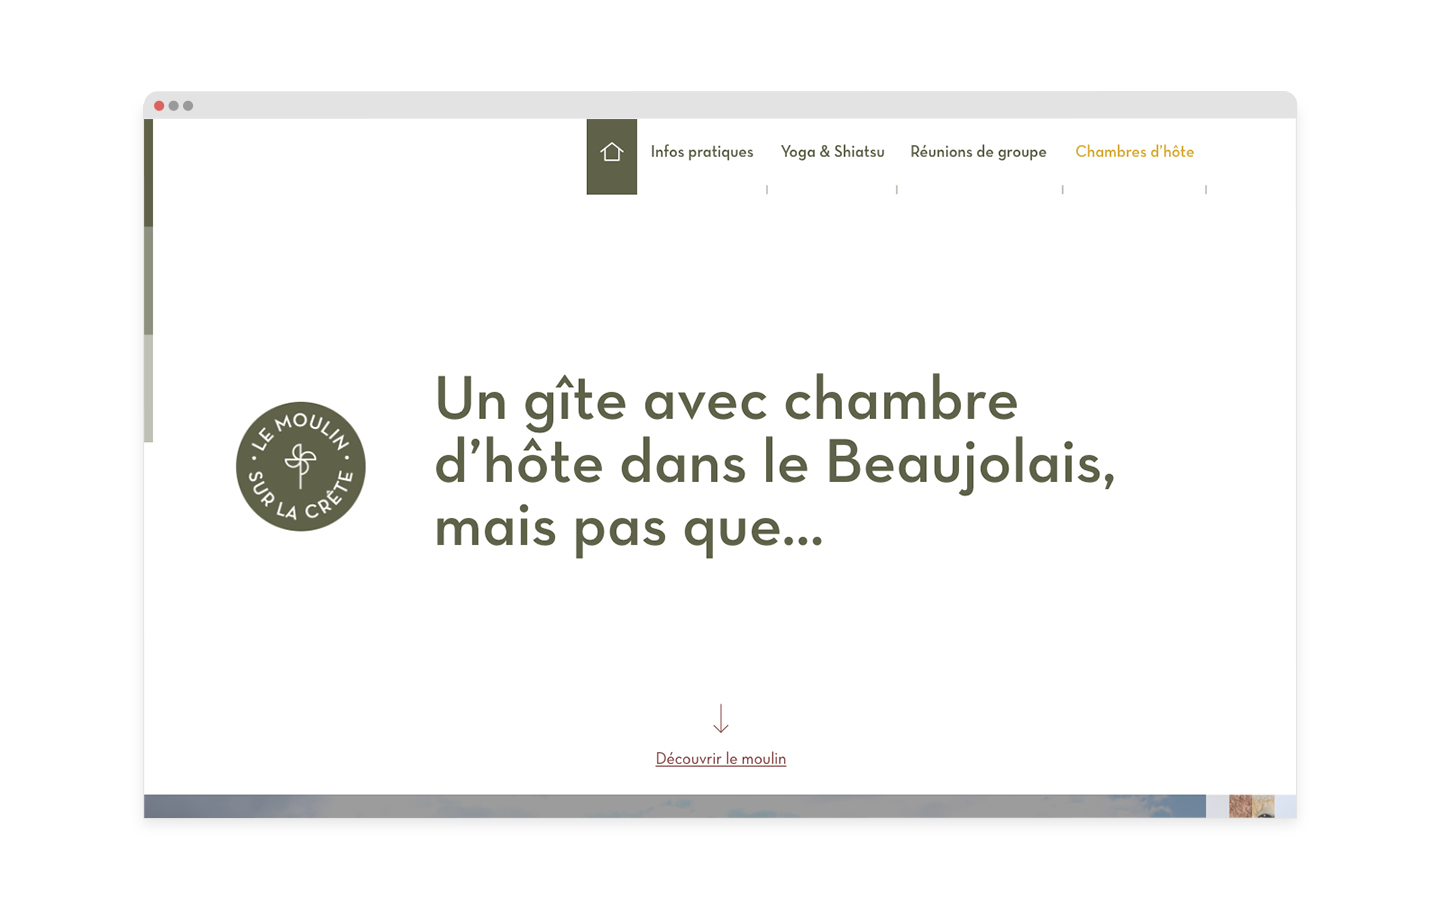 Infos pratiques
Yoga & Shiatsu
Réunions de groupe
Chambres d'hôte
LE MOULIN
SUR LA CRÊTE
Un gîte avec chambre
d’hôte dans le Beaujolais,
mais pas que...
Découvrir le moulin